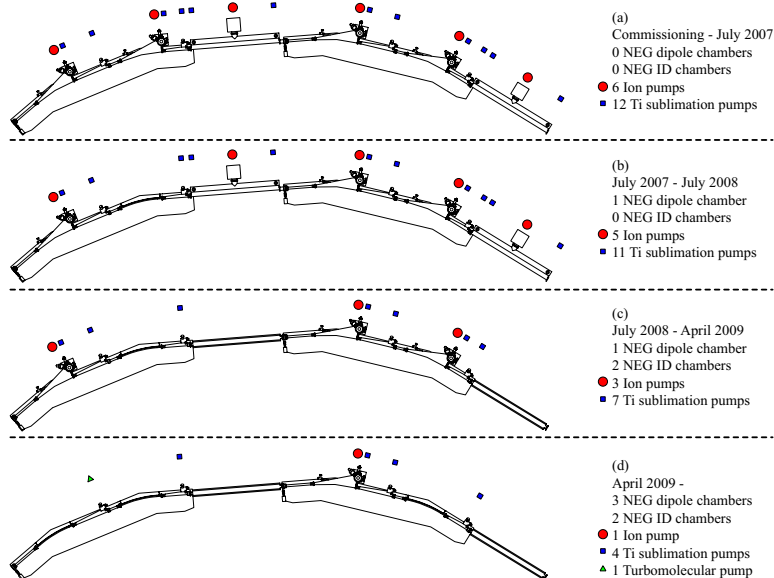 (a)
Commissioning - July 2007
0 NEG dipole chambers
0 NEG ID chambers
6 Ion pumps
12 Ti sublimation pumps
(b)
July 2007 - July 2008
1 NEG dipole chamber
0 NEG ID chambers
5 Ion pumps
11 Ti sublimation pumps
(c)
July 2008 - April 2009
1 NEG dipole chamber
2 NEG ID chambers
3 Ion pumps
7 Ti sublimation pumps
(d)
April 2009 -
3 NEG dipole chambers
2 NEG ID chambers
1 Ion pump
4 Ti sublimation pumps
1 Turbomolecular pump